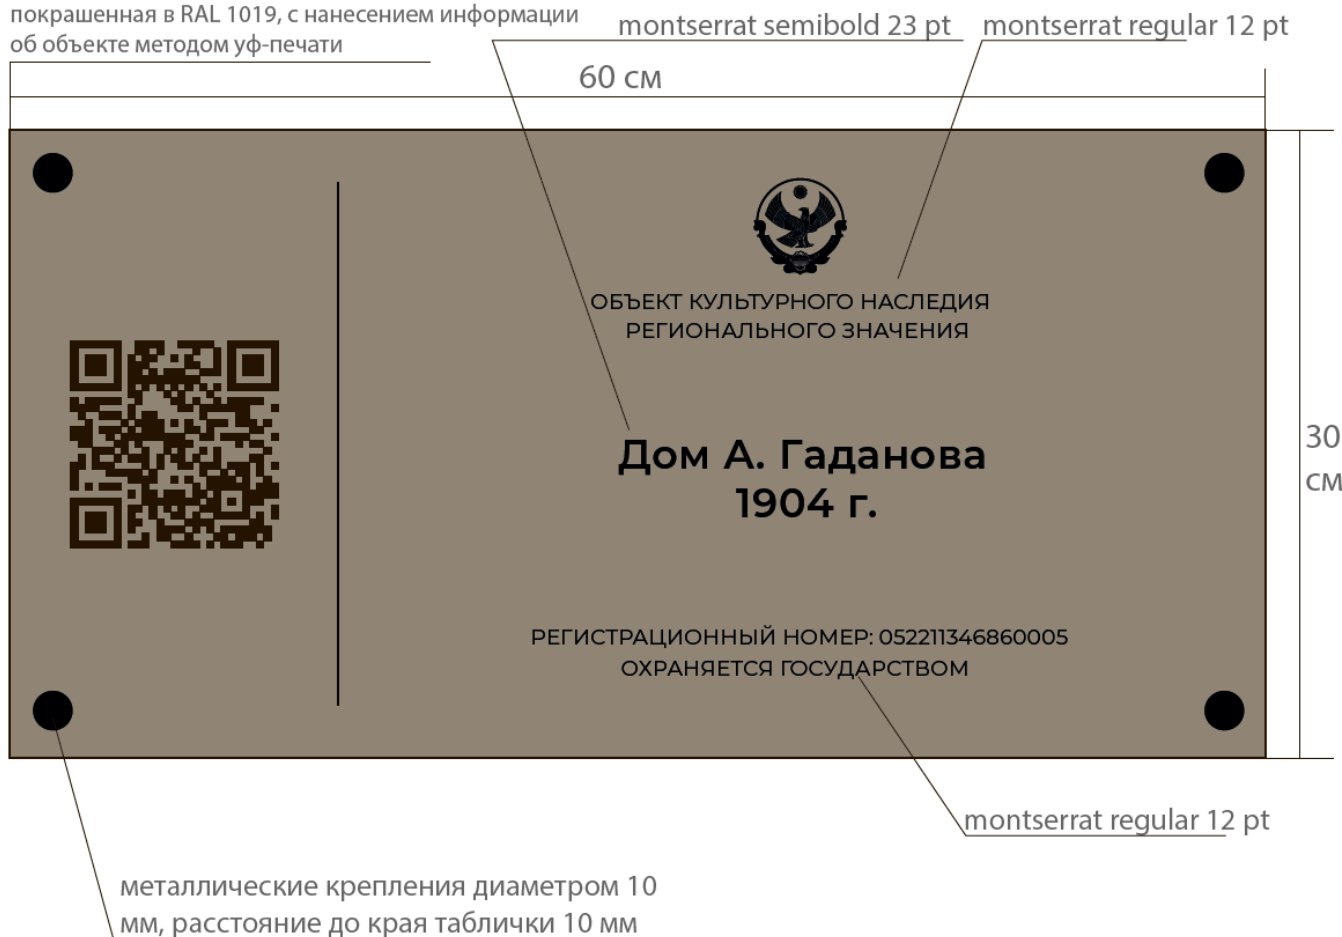 покрашенная в RAL 1019, с нанесением информации
об объекте методом уф-печати
montserrat semibold 23 pt
montserrat regular 12 pt
60 см
ОБЪЕКТ КУЛЬТУРНОГО НАСЛЕДИЯ
РЕГИОНАЛЬНОГО ЗНАЧЕНИЯ
Дом А. Гаданова
1904 г.
30
см
РЕГИСТРАЦИОННЫЙ НОМЕР: 052211346860005
ОХРАНЯЕТСЯ ГОСУДАРСТВОМ
montserrat regular 12 pt
металлические крепления диаметром 10
мм, расстояние до края таблички 10 мм